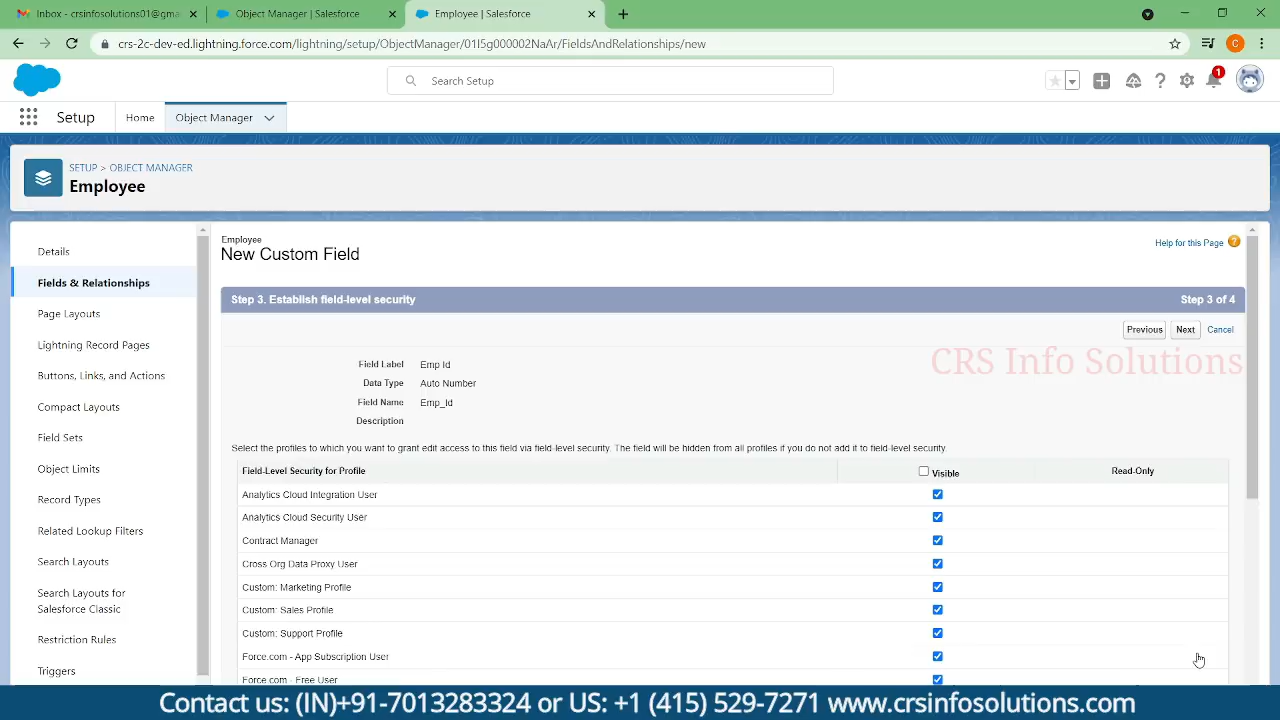 Inbox - crsinfosolutions01@gma
Object Manager | Salesforce
Employee | Salesforce
crs-2c-dev-ed.lightning.force.com/lightning/setup/ObjectManager/01I5g000002NaAr/FieldsAndRelationships/new
C
Search Setup
1
Setup
Home
Object Manager
SETUP > OBJECT MANAGER
Employee
Details
Fields & Relationships
Page Layouts
Lightning Record Pages
Buttons, Links, and Actions
Compact Layouts
Field Sets
Object Limits
Record Types
Related Lookup Filters
Search Layouts
Search Layouts for
Salesforce Classic
Restriction Rules
Triggers
Employee
New Custom Field
Help for this Page ?
Step 3. Establish field-level security Step 3 of 4
Previous Next Cancel
CRS Info Solutions
Field Label Emp Id
Data Type Auto Number
Field Name Emp_Id
Description
Select the profiles to which you want to grant edit access to this field via field-level security. The field will be hidden from all profiles if you do not add it to field-level security.
Field-Level Security for Profile Visible Read-Only
Analytics Cloud Integration User
Analytics Cloud Security User
Contract Manager
Cross Org Data Proxy User
Custom: Marketing Profile
Custom: Sales Profile
Custom: Support Profile
Force.com - App Subscription User
Force.com - Free User
Contact us: (IN)+91-7013283324 or US: +1 (415) 529-7271 www.crsinfosolutions.com